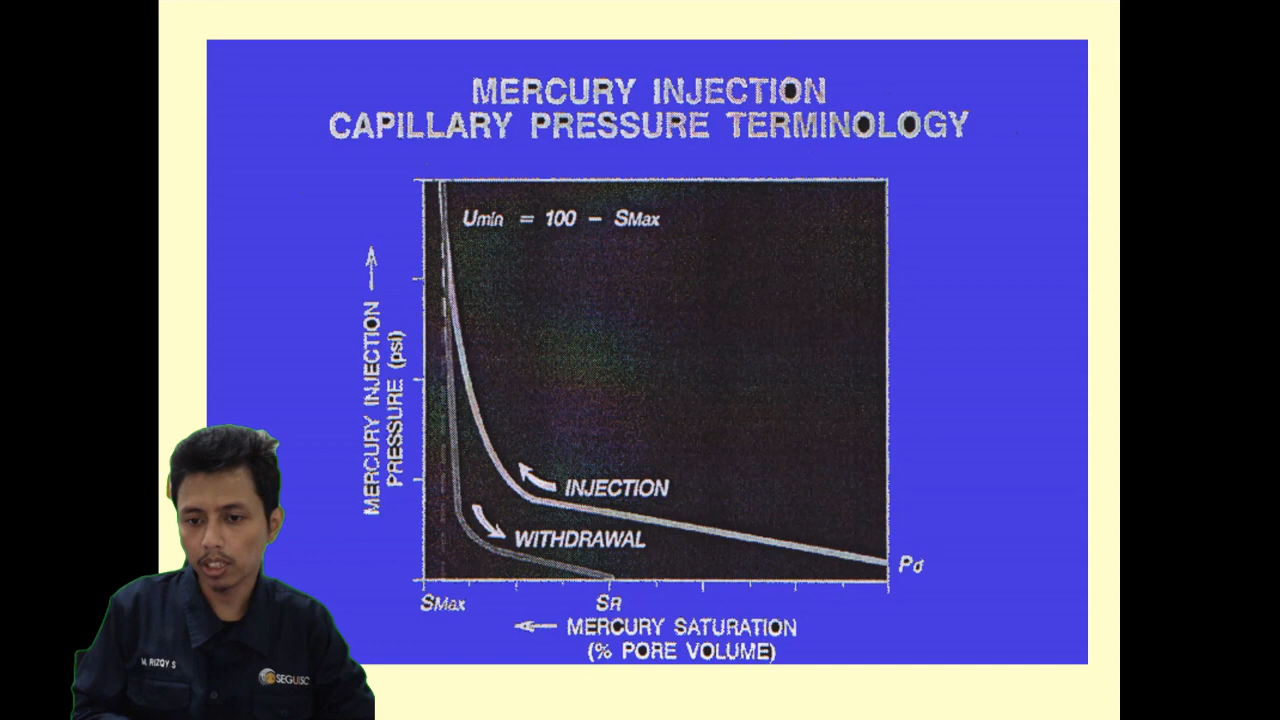 MERCURY INJECTION
CAPILLARY PRESSURE TERMINOLOGY
Umin = 100 - SMax
MERCURY INJECTION
PRESSURE (psi)
INJECTION
WITHDRAWAL
Pd
SMax
SR
MERCURY SATURATION
(% PORE VOLUME)
M. RIZQY S
SEGUISC